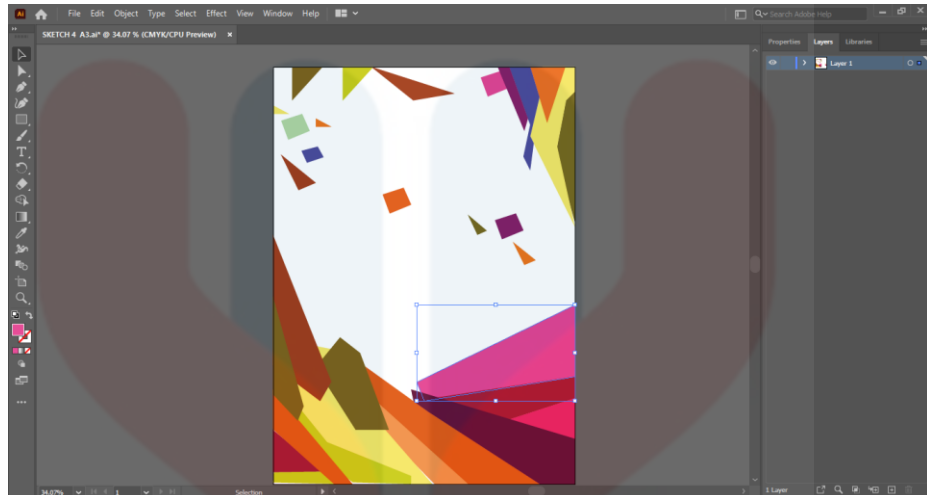 Ai File Edit Object Type Select Effect View Window Help Search Adobe Help
SKETCH 4 A3.ai* @ 34.07 % (CMYK/CPU Preview) ×
Properties Layers Libraries
Layer 1
1 Layer
34.07% 1 Selection